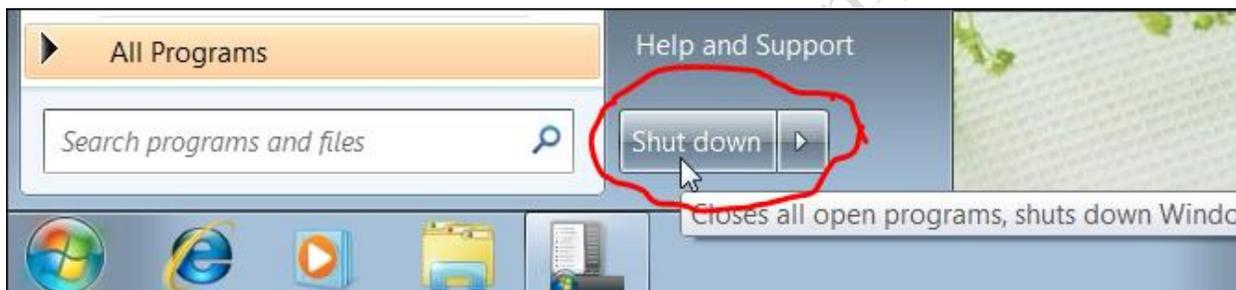 All Programs
Help and Support
Search programs and files
Shut down
Closes all open programs, shuts down Windo